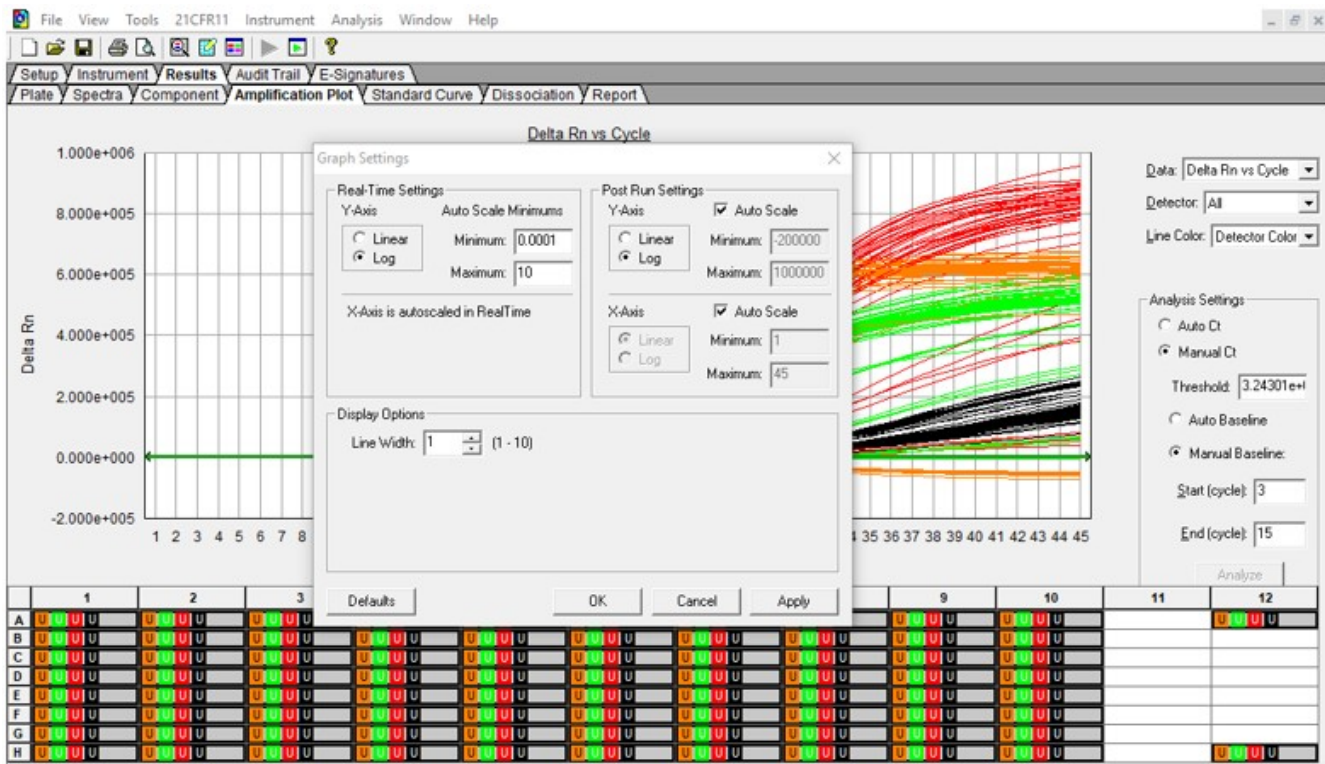 File View Tools 21CFR11 Instrument Analysis Window Help
Setup Instrument Results Audit Trail E-Signatures
Plate Spectra Component Amplification Plot Standard Curve Dissociation Report
Delta Rn vs Cycle
1.000e+006
8.000e+005
6.000e+005
4.000e+005
2.000e+005
0.000e+000
-2.000e+005
Delta Rn
1 2 3 4 5 6 7 8
35 36 37 38 39 40 41 42 43 44 45
Graph Settings
Real-Time Settings
Y-Axis Auto Scale Minimums
Linear Minimum: 0.0001
Log
Maximum: 10
X-Axis is autoscaled in RealTime
Post Run Settings
Y-Axis Auto Scale
Linear Minimum: -200000
Log
Maximum: 1000000
X-Axis Auto Scale
Linear Minimum: 1
Log
Maximum: 45
Display Options
Line Width: 1 (1 - 10)
Defaults OK Cancel Apply
Data: Delta Rn vs Cycle
Detector: All
Line Color: Detector Color
Analysis Settings
Auto Ct
Manual Ct
Threshold: 3.24301e+
Auto Baseline
Manual Baseline:
Start (cycle): 3
End (cycle): 15
Analyze
1 2 3 9 10 11 12
A U U U U U U U U U U U U U U U U U U U U U U U U
B U U U U U U U U U U U U U U U U U U U U U U U U U U U U U U U U U U U U U U U U
C U U U U U U U U U U U U U U U U U U U U U U U U U U U U U U U U U U U U U U U U
D U U U U U U U U U U U U U U U U U U U U U U U U U U U U U U U U U U U U U U U U
E U U U U U U U U U U U U U U U U U U U U U U U U U U U U U U U U U U U U U U U U
F U U U U U U U U U U U U U U U U U U U U U U U U U U U U U U U U U U U U U U U U
G U U U U U U U U U U U U U U U U U U U U U U U U U U U U U U U U U U U U U U U U
H U U U U U U U U U U U U U U U U U U U U U U U U U U U U U U U U U U U U U U U U U U U U